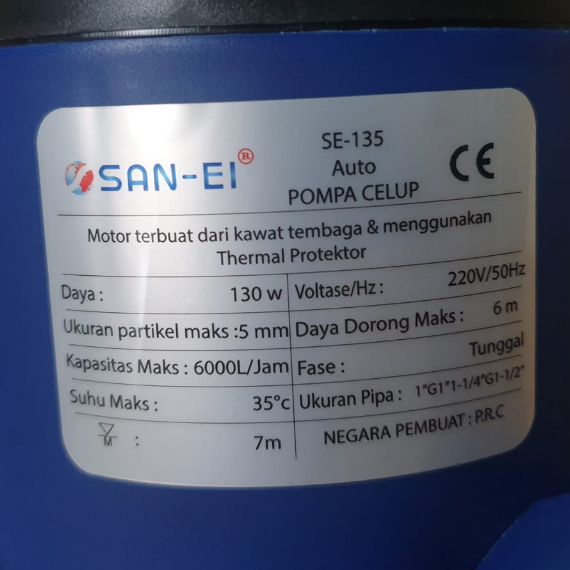 SAN-EI®
SE-135
Auto
POMPA CELUP
CE
Motor terbuat dari kawat tembaga & menggunakan
Thermal Protektor
Daya : 130 w
Voltase/Hz : 220V/50Hz
Ukuran partikel maks :5 mm
Daya Dorong Maks : 6 m
Kapasitas Maks : 6000L/Jam
Fase : Tunggal
Suhu Maks : 35°c
Ukuran Pipa : 1"G1"1-1/4"G1-1/2"
M : 7m
NEGARA PEMBUAT : P.R.C